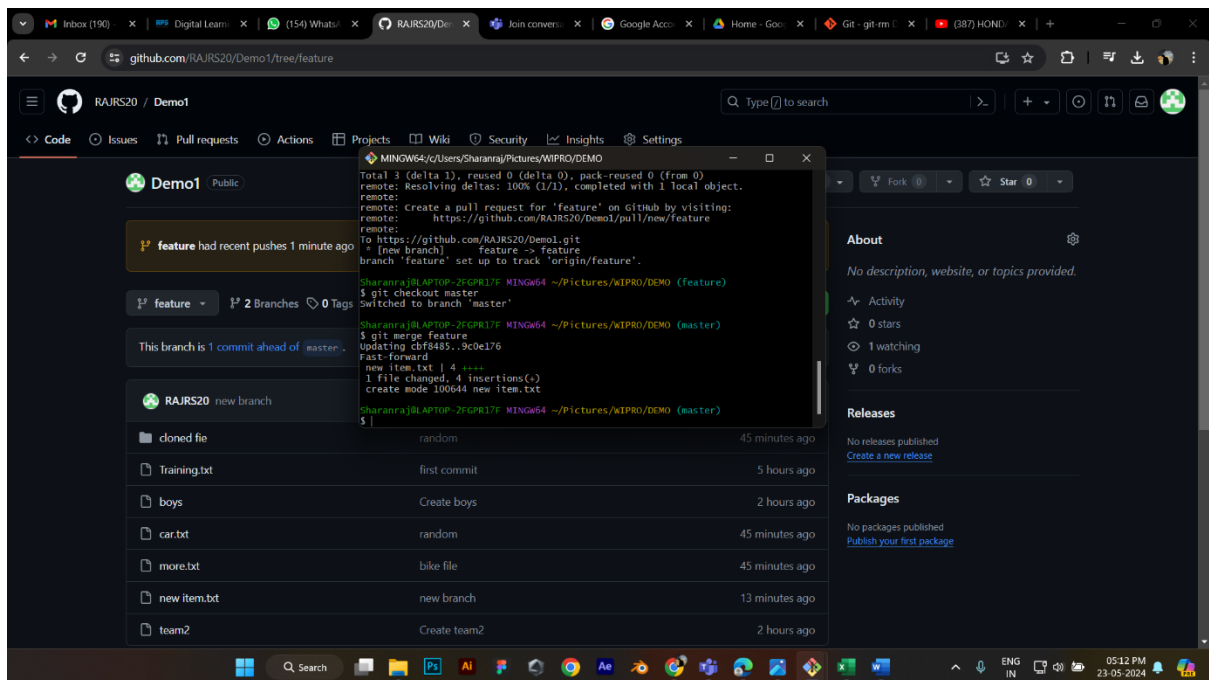 Inbox (190) -
Digital Learni
(154) WhatsA
RAJRS20/Den
Join conversa
Google Acco
Home - Goog
Git - git-rm D
(387) HOND
github.com/RAJRS20/Demo1/tree/feature
RAJRS20 / Demo1
Type / to search
<> Code
Issues
Pull requests
Actions
Projects
Wiki
Security
Insights
Settings
Demo1 Public
Fork 0
Star 0
feature had recent pushes 1 minute ago
feature
2 Branches
0 Tags
This branch is 1 commit ahead of master .
RAJRS20 new branch
MINGW64:/c/Users/Sharanraj/Pictures/WIPRO/DEMO
Total 3 (delta 1), reused 0 (delta 0), pack-reused 0 (from 0)
remote: Resolving deltas: 100% (1/1), completed with 1 local object.
remote:
remote: Create a pull request for 'feature' on GitHub by visiting:
remote:      https://github.com/RAJRS20/Demo1/pull/new/feature
remote:
To https://github.com/RAJRS20/Demo1.git
 * [new branch]      feature -> feature
branch 'feature' set up to track 'origin/feature'.
Sharanraj@LAPTOP-2FGPR17F MINGW64 ~/Pictures/WIPRO/DEMO (feature)
$ git checkout master
Switched to branch 'master'
Sharanraj@LAPTOP-2FGPR17F MINGW64 ~/Pictures/WIPRO/DEMO (master)
$ git merge feature
Updating cbf8485..9c0e176
Fast-forward
 new item.txt | 4 ++++
 1 file changed, 4 insertions(+)
 create mode 100644 new item.txt
Sharanraj@LAPTOP-2FGPR17F MINGW64 ~/Pictures/WIPRO/DEMO (master)
$
cloned fie random 45 minutes ago
Training.txt first commit 5 hours ago
boys Create boys 2 hours ago
car.txt random 45 minutes ago
more.txt bike file 45 minutes ago
new item.txt new branch 13 minutes ago
team2 Create team2 2 hours ago
About
No description, website, or topics provided.
Activity
0 stars
1 watching
0 forks
Releases
No releases published
Create a new release
Packages
No packages published
Publish your first package
Search
Ps
Ai
Ae
ENG
IN
05:12 PM
23-05-2024